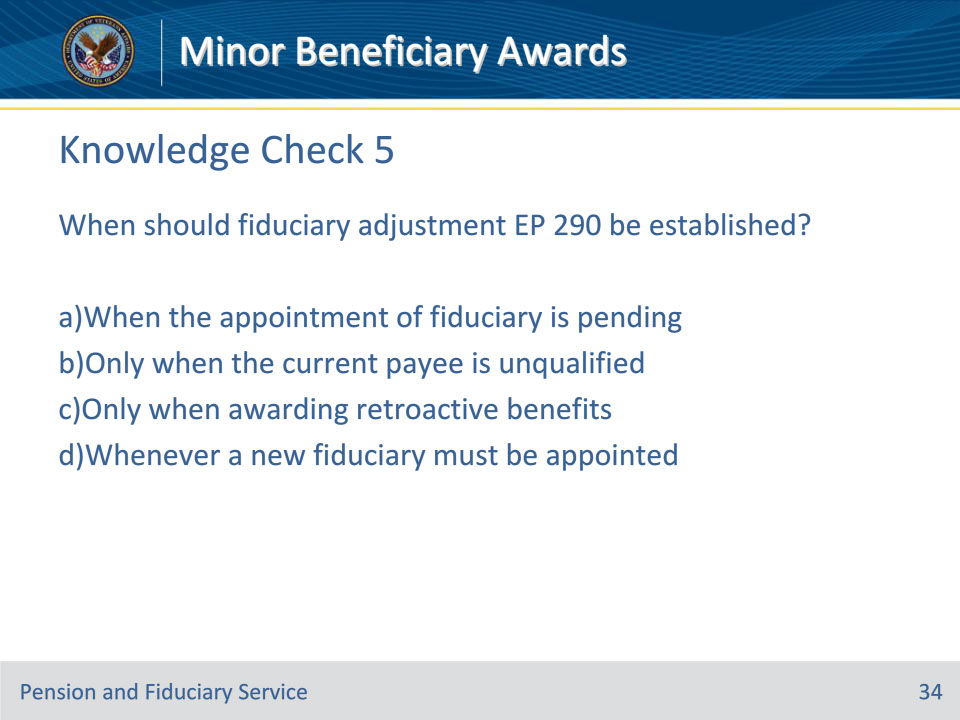 Minor Beneficiary Awards
Knowledge Check 5
When should fiduciary adjustment EP 290 be established?
a)When the appointment of fiduciary is pending
b)Only when the current payee is unqualified
c)Only when awarding retroactive benefits
d)Whenever a new fiduciary must be appointed
Pension and Fiduciary Service
34